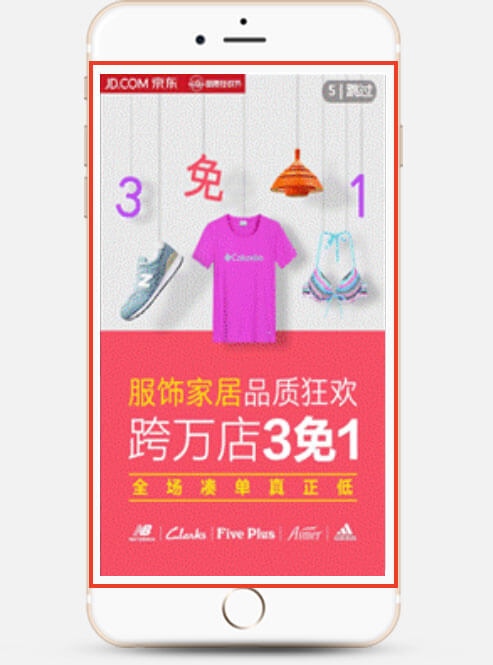 JD.COM 京东
5 | 跳过
3 免 1
N
Columbia
服饰家居品质狂欢
跨万店3免1
全场凑单真正低
NB
Clarks
Five Plus
Aimer
adidas